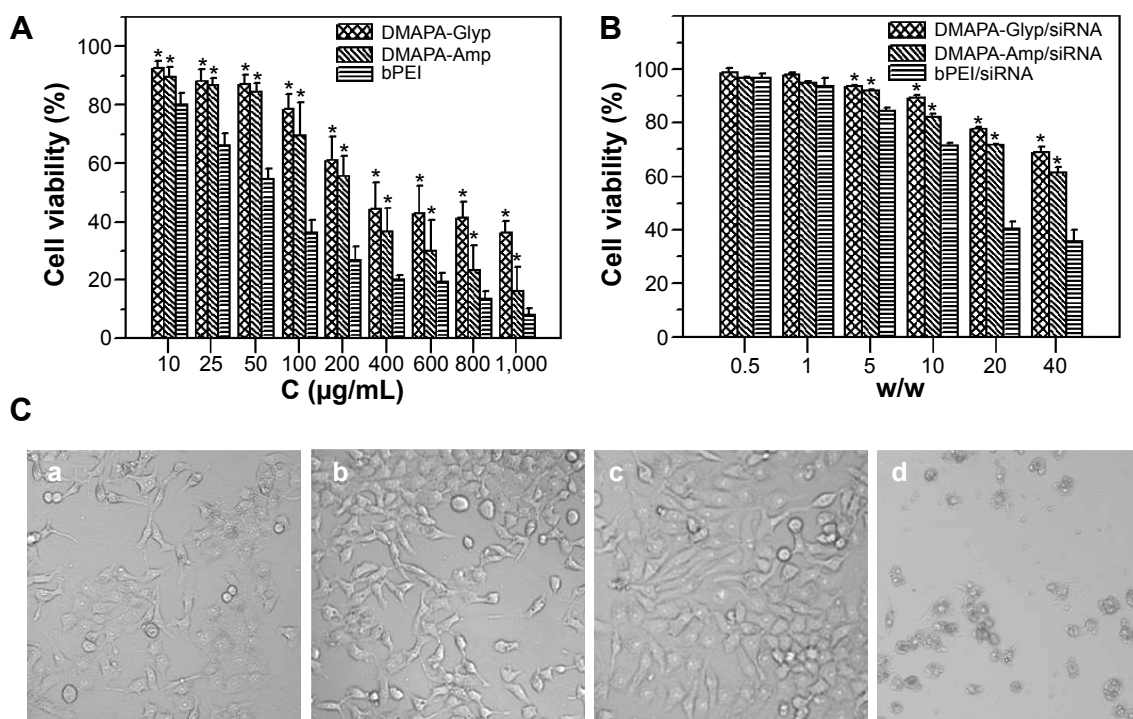 A
DMAPA-Glyp
DMAPA-Amp
bPEI
Cell viability (%)
100
80
60
40
20
0
* * * * * * * * * * * * * * * * * *
10 25 50 100 200 400 600 800 1,000
C (µg/mL)
B
DMAPA-Glyp/siRNA
DMAPA-Amp/siRNA
bPEI/siRNA
Cell viability (%)
100
80
60
40
20
0
* * * * * * * *
0.5 1 5 10 20 40
w/w
C
a
b
c
d